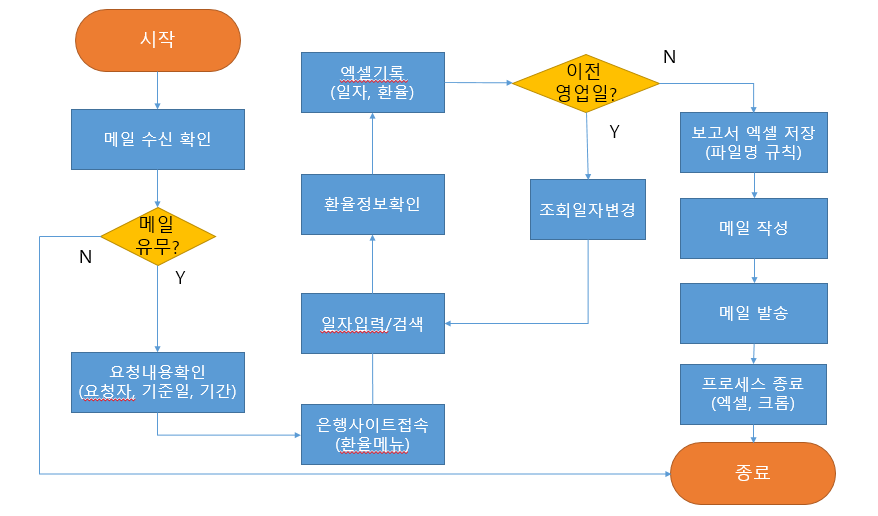 시작
메일 수신 확인
메일
유무?
N
Y
요청내용확인
(요청자, 기준일, 기간)
은행사이트접속
(환율메뉴)
일자입력/검색
환율정보확인
엑셀기록
(일자, 환율)
이전
영업일?
N
Y
조회일자변경
보고서 엑셀 저장
(파일명 규칙)
메일 작성
메일 발송
프로세스 종료
(엑셀, 크롬)
종료